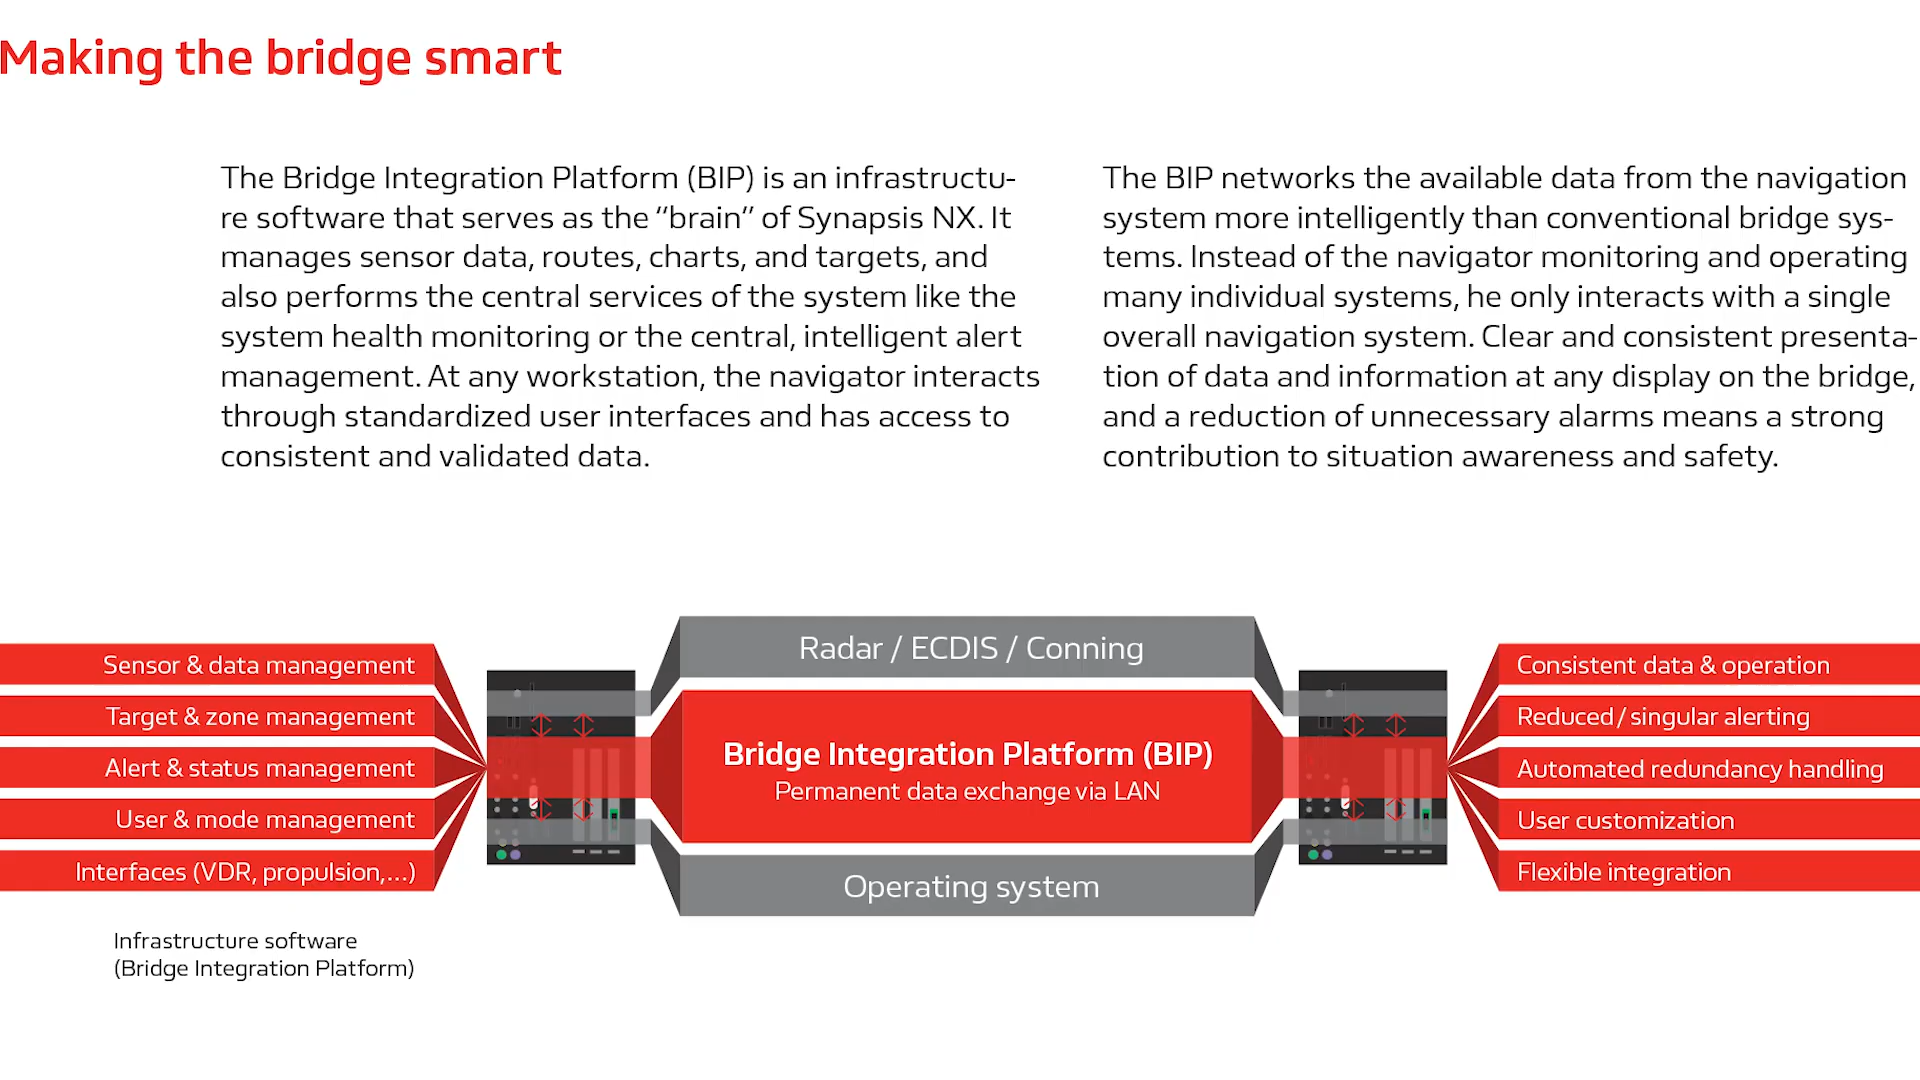 Making the bridge smart
The Bridge Integration Platform (BIP) is an infrastructu-
re software that serves as the “brain” of Synapsis NX. It
manages sensor data, routes, charts, and targets, and
also performs the central services of the system like the
system health monitoring or the central, intelligent alert
management. At any workstation, the navigator interacts
through standardized user interfaces and has access to
consistent and validated data.
The BIP networks the available data from the navigation
system more intelligently than conventional bridge sys-
tems. Instead of the navigator monitoring and operating
many individual systems, he only interacts with a single
overall navigation system. Clear and consistent presenta-
tion of data and information at any display on the bridge,
and a reduction of unnecessary alarms means a strong
contribution to situation awareness and safety.
Sensor & data management
Target & zone management
Alert & status management
User & mode management
Interfaces (VDR, propulsion,...)
Infrastructure software
(Bridge Integration Platform)
Radar / ECDIS / Conning
Bridge Integration Platform (BIP)
Permanent data exchange via LAN
Operating system
Consistent data & operation
Reduced / singular alerting
Automated redundancy handling
User customization
Flexible integration